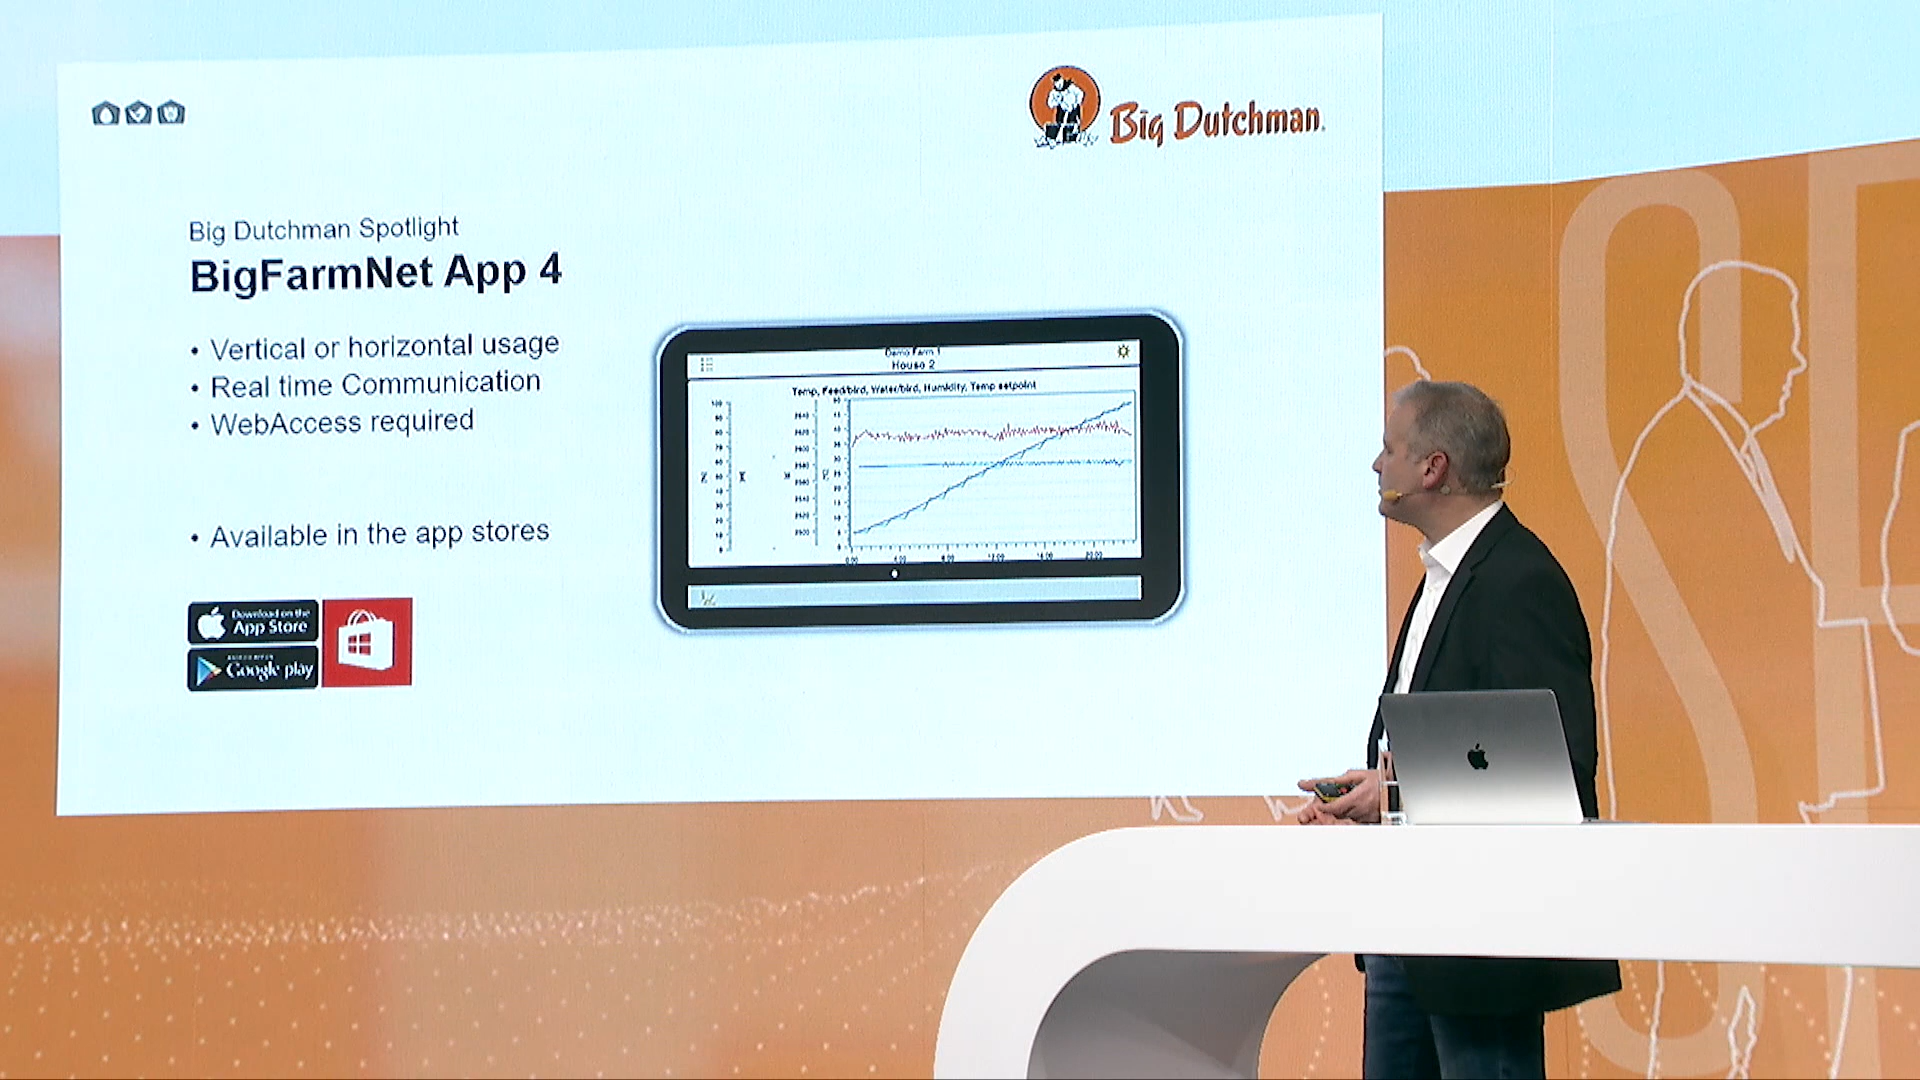 Big Dutchman
Big Dutchman Spotlight
BigFarmNet App 4
• Vertical or horizontal usage
• Real time Communication
• WebAccess required
• Available in the app stores
Download on the
App Store
Google play
Demo Farm 1
House 2
Temp, Feed/bird, Water/bird, Humidity, Temp setpoint